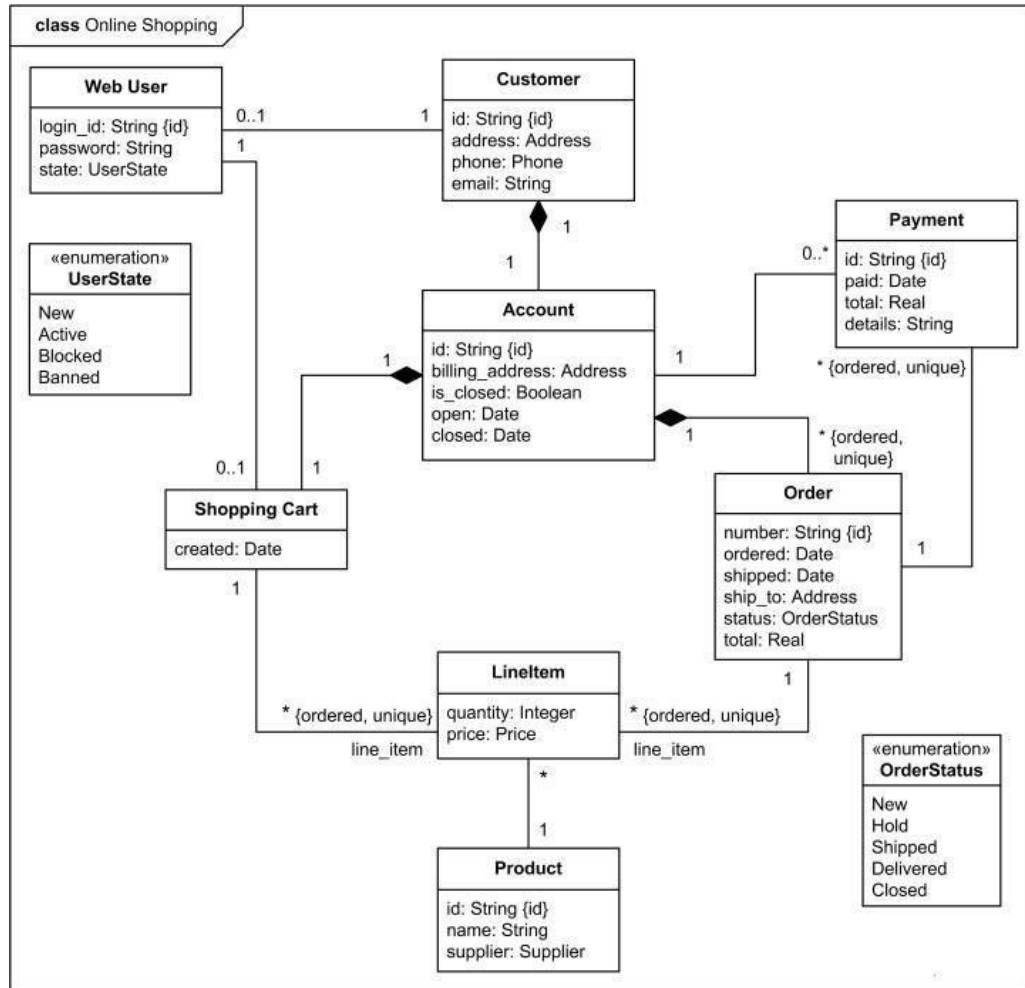 class Online Shopping
Web User
login_id: String {id}
password: String
state: UserState
Customer
id: String {id}
address: Address
phone: Phone
email: String
0..1
1
1
1
1
«enumeration»
UserState
New
Active
Blocked
Banned
Payment
id: String {id}
paid: Date
total: Real
details: String
0..*
1
* {ordered, unique}
Account
id: String {id}
billing_address: Address
is_closed: Boolean
open: Date
closed: Date
1
1
* {ordered,
unique}
0..1
1
Shopping Cart
created: Date
1
Order
number: String {id}
ordered: Date
shipped: Date
ship_to: Address
status: OrderStatus
total: Real
1
1
LineItem
quantity: Integer
price: Price
* {ordered, unique}
line_item
* {ordered, unique}
line_item
*
1
Product
id: String {id}
name: String
supplier: Supplier
«enumeration»
OrderStatus
New
Hold
Shipped
Delivered
Closed